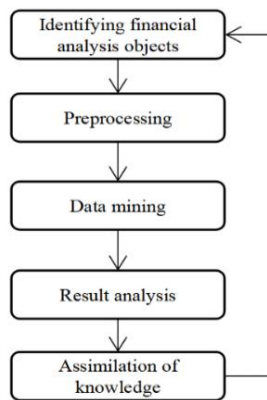 Identifying financial
analysis objects
Preprocessing
Data mining
Result analysis
Assimilation of
knowledge